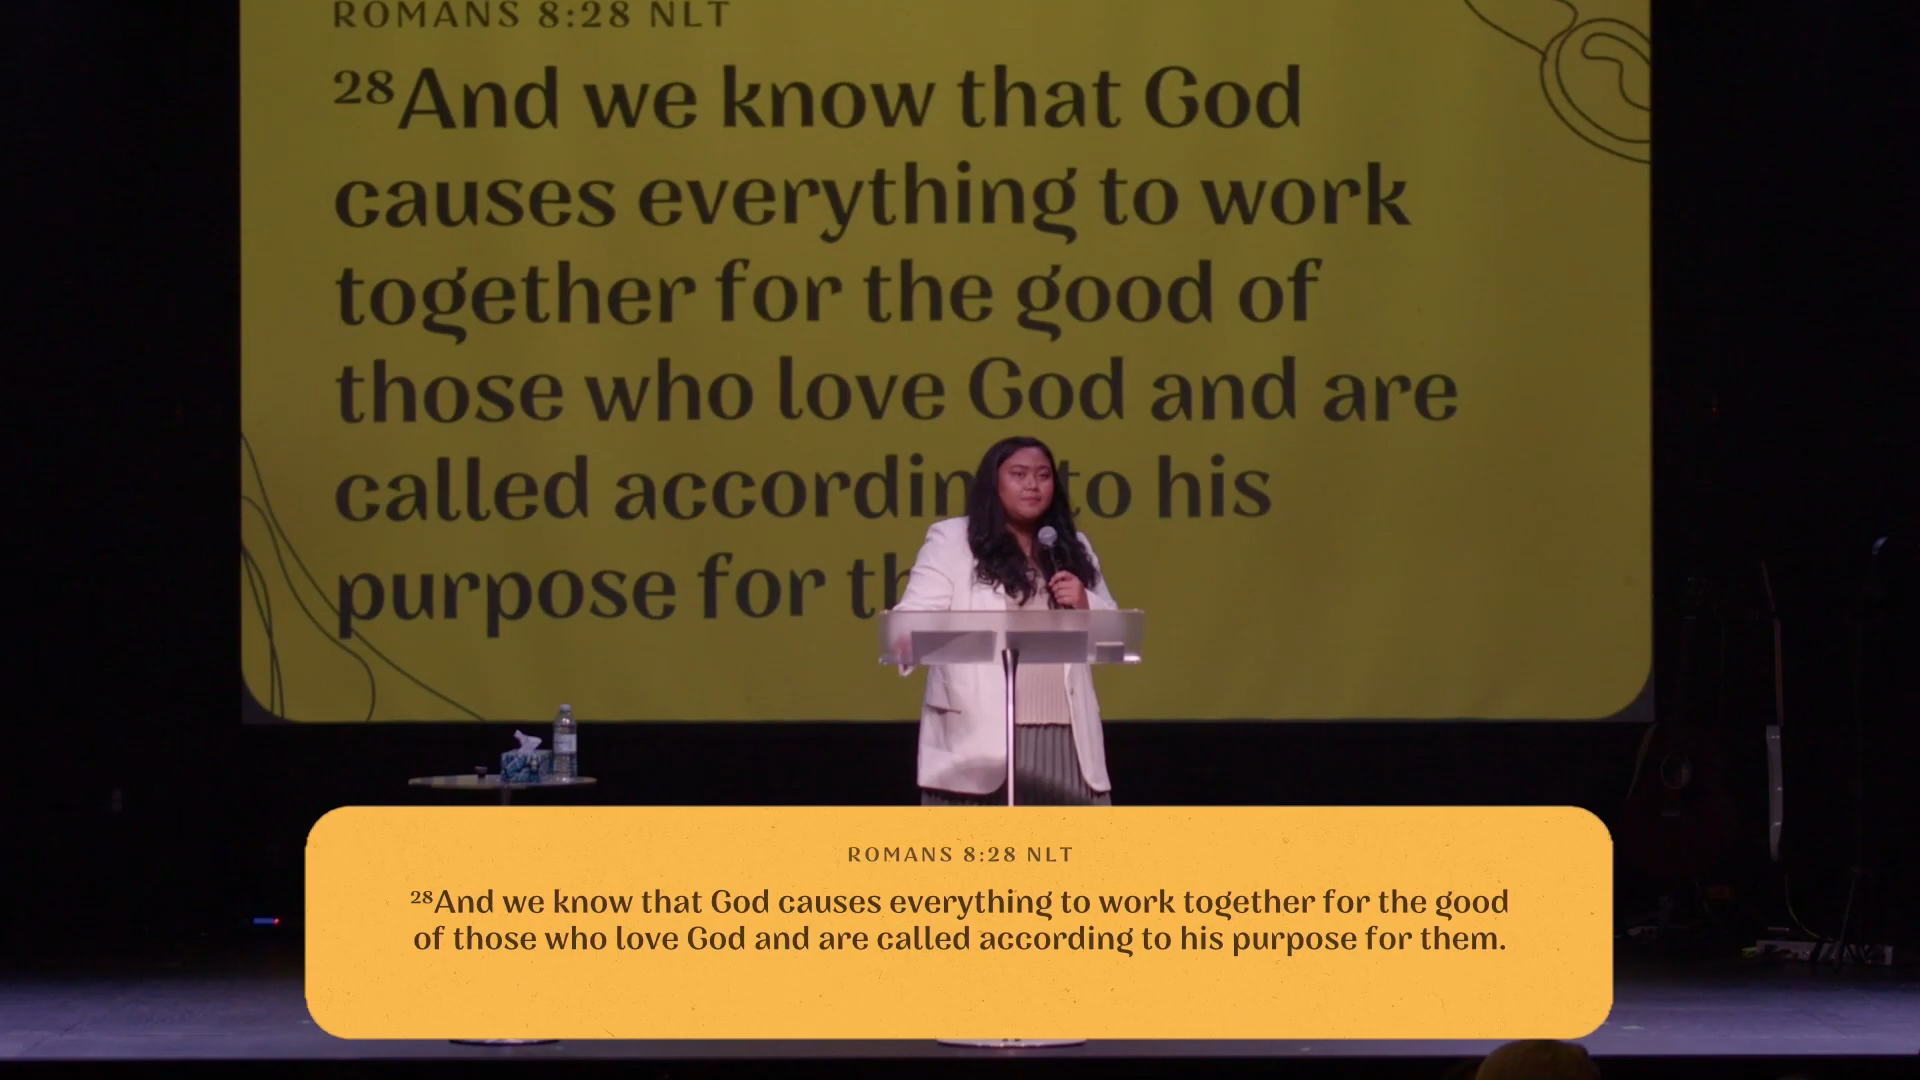 ROMANS 8:28 NLT
²⁸And we know that God
causes everything to work
together for the good of
those who love God and are
called accordin to his
purpose for th
ROMANS 8:28 NLT
²⁸And we know that God causes everything to work together for the good
of those who love God and are called according to his purpose for them.